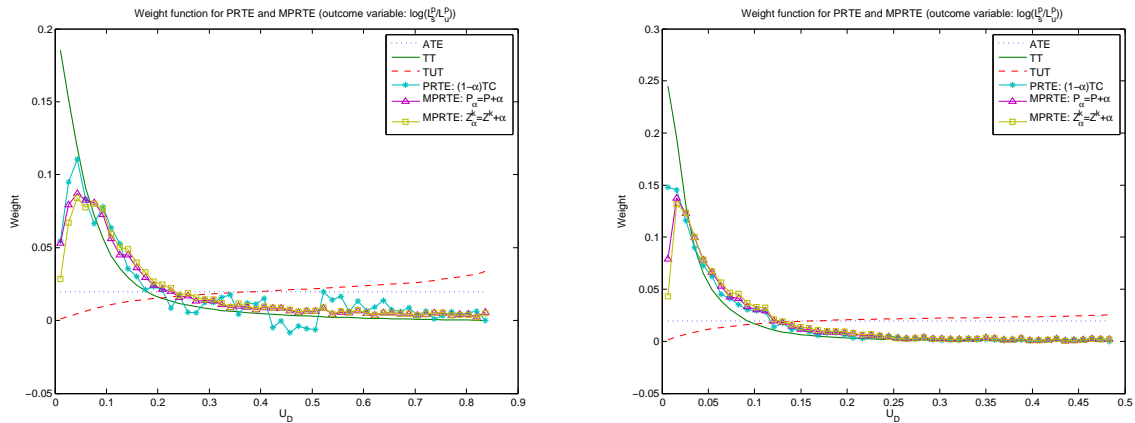 Weight function for PRTE and MPRTE (outcome variable: log(L_s^p/L_u^p))
0.2
0.15
0.1
0.05
0
−0.05
Weight
0 0.1 0.2 0.3 0.4 0.5 0.6 0.7 0.8 0.9
U_D
ATE
TT
TUT
PRTE: (1−α)TC
MPRTE: P_α=P+α
MPRTE: Z_α^k=Z^k+α
Weight function for PRTE and MPRTE (outcome variable: log(L_s^p/L_u^p))
0.3
0.25
0.2
0.15
0.1
0.05
0
−0.05
Weight
0 0.05 0.1 0.15 0.2 0.25 0.3 0.35 0.4 0.45 0.5
U_D
ATE
TT
TUT
PRTE: (1−α)TC
MPRTE: P_α=P+α
MPRTE: Z_α^k=Z^k+α